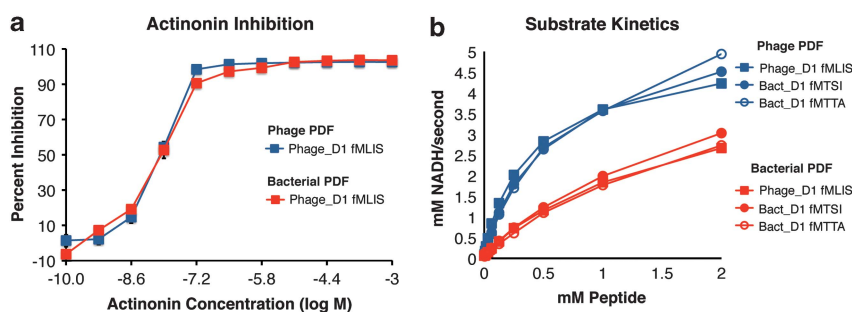 a
Actinonin Inhibition
Percent Inhibition
110
90
70
50
30
10
-10
-10.0 -8.6 -7.2 -5.8 -4.4 -3
Actinonin Concentration (log M)
Phage PDF
Phage_D1 fMLIS
Bacterial PDF
Phage_D1 fMLIS
b
Substrate Kinetics
mM NADH/second
5
4.5
4
3.5
3
2.5
2
1.5
1
0.5
0
0 0.5 1 1.5 2
mM Peptide
Phage PDF
Phage_D1 fMLIS
Bact_D1 fMTSI
Bact_D1 fMTTA
Bacterial PDF
Phage_D1 fMLIS
Bact_D1 fMTSI
Bact_D1 fMTTA